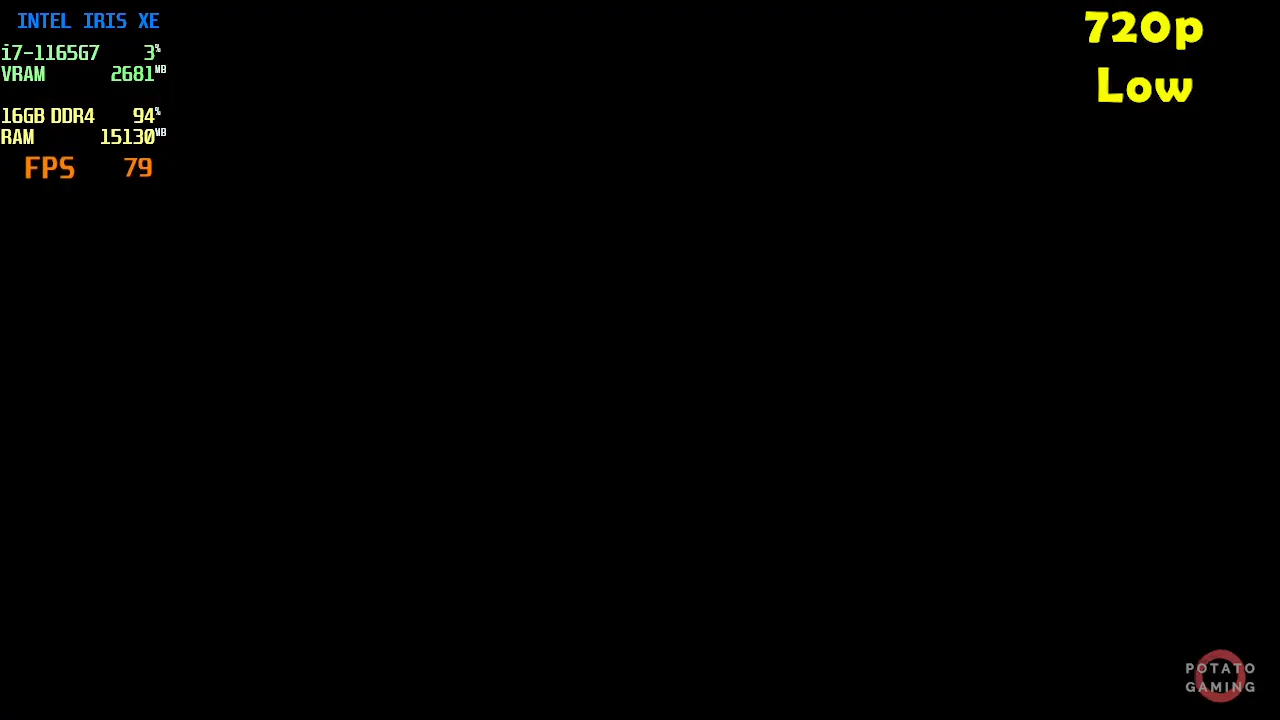 INTEL IRIS XE
i7-1165G7 3%
VRAM 2681MB
16GB DDR4 94%
RAM 15130MB
FPS 79
720p
Low
POTATO
GAMING